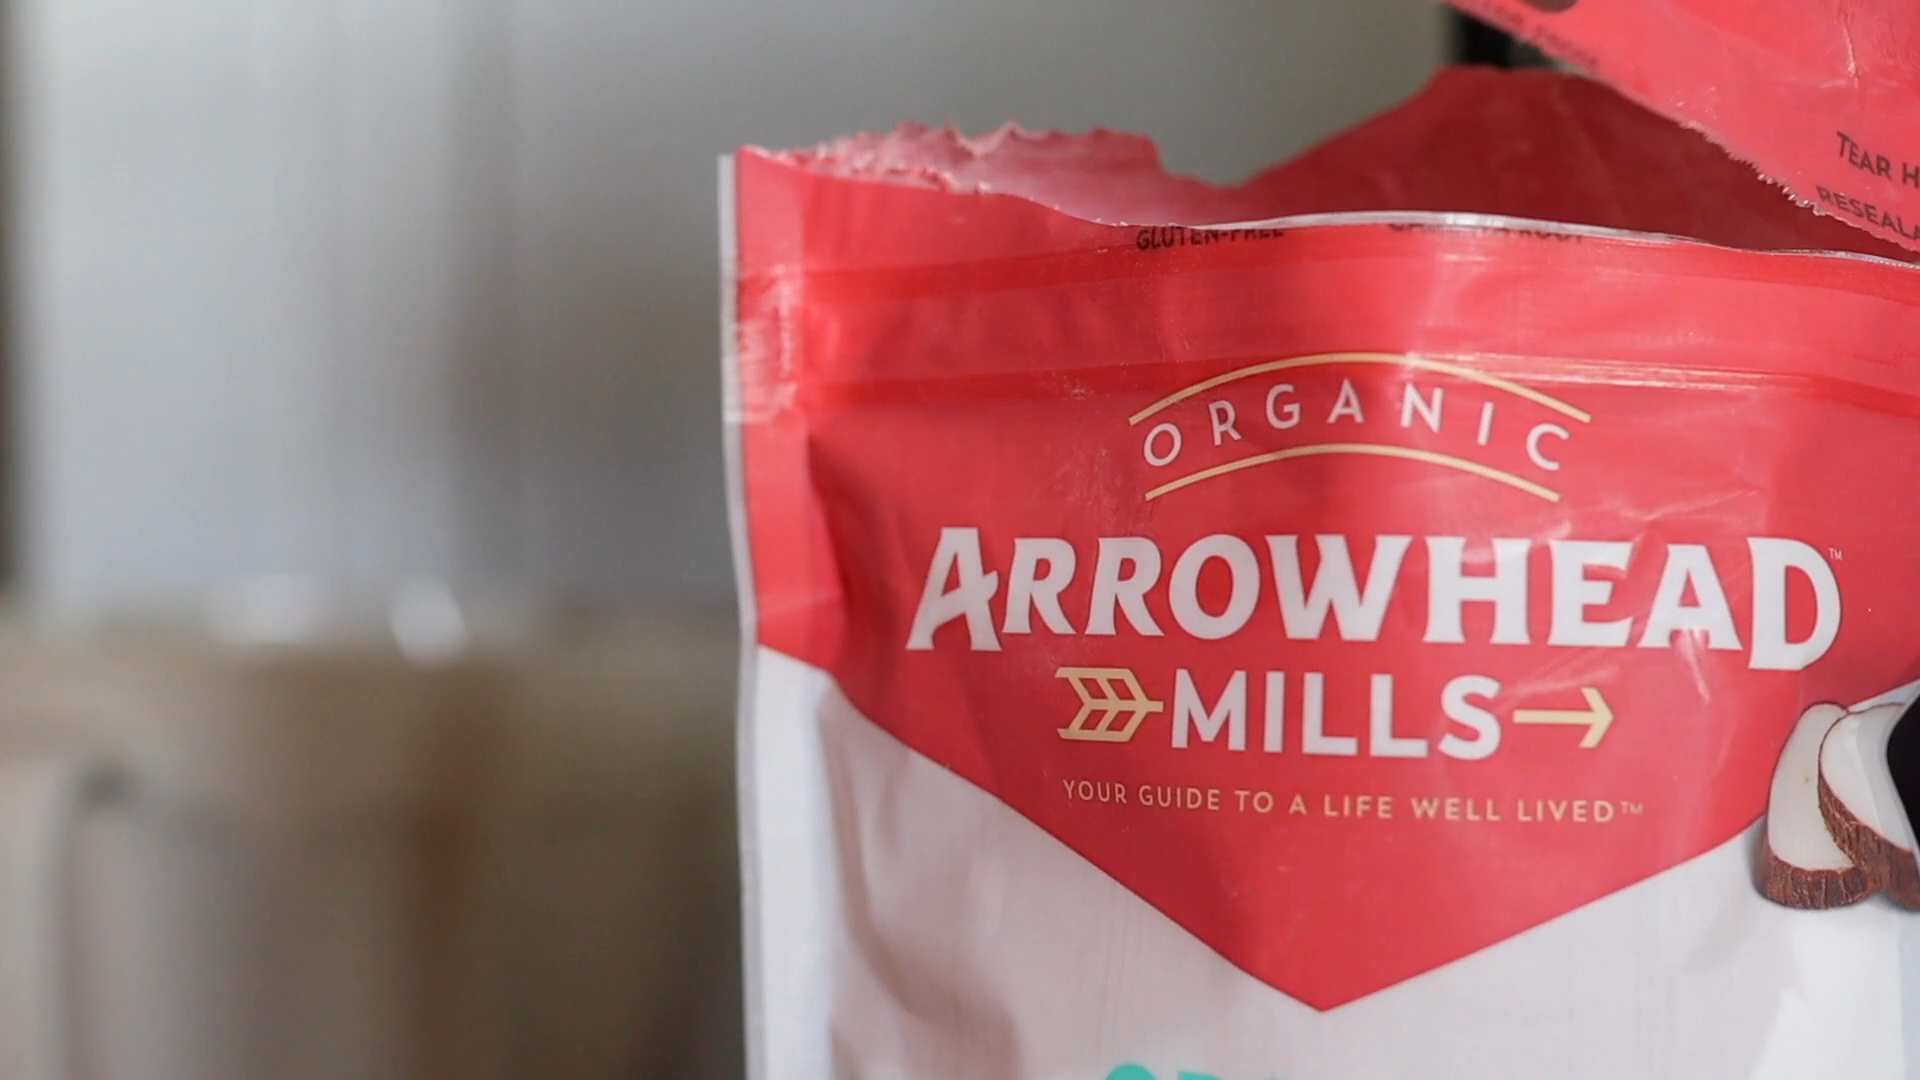 TEAR H
RESEALA
GLUTEN-FREE
ORGANIC
ARROWHEAD™
MILLS
YOUR GUIDE TO A LIFE WELL LIVED™